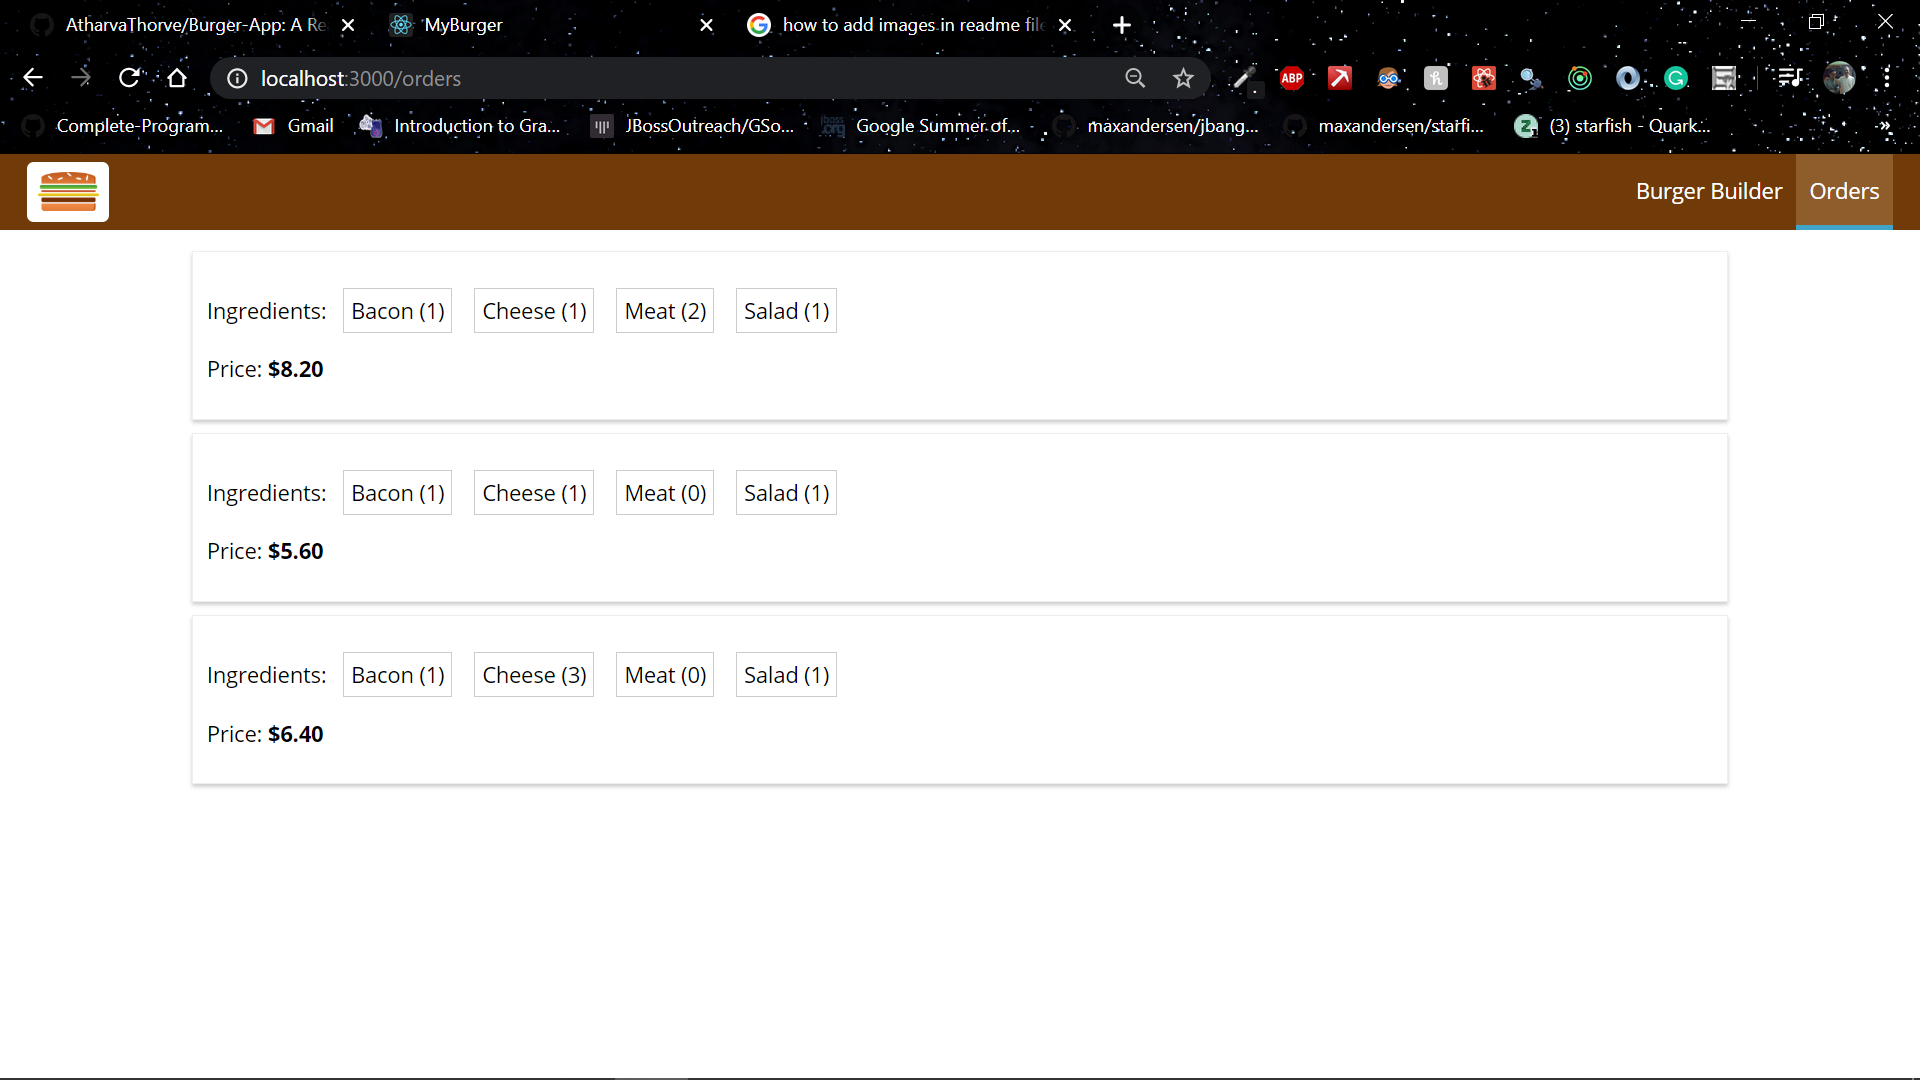 AtharvaThorve/Burger-App: A Re
MyBurger
how to add images in readme file
localhost:3000/orders
ABP
Complete-Program...
Gmail
Introduction to Gra...
JBossOutreach/GSo...
Google Summer of...
maxandersen/jbang...
maxandersen/starfi...
(3) starfish - Quark...
»
Burger Builder
Orders
Ingredients: Bacon (1) Cheese (1) Meat (2) Salad (1)
Price: $8.20
Ingredients: Bacon (1) Cheese (1) Meat (0) Salad (1)
Price: $5.60
Ingredients: Bacon (1) Cheese (3) Meat (0) Salad (1)
Price: $6.40